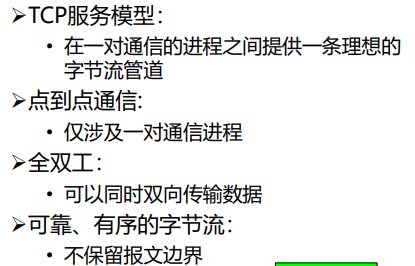 ➢TCP服务模型：
• 在一对通信的进程之间提供一条理想的
字节流管道
➢点到点通信:
• 仅涉及一对通信进程
➢全双工：
• 可以同时双向传输数据
➢可靠、有序的字节流：
• 不保留报文边界